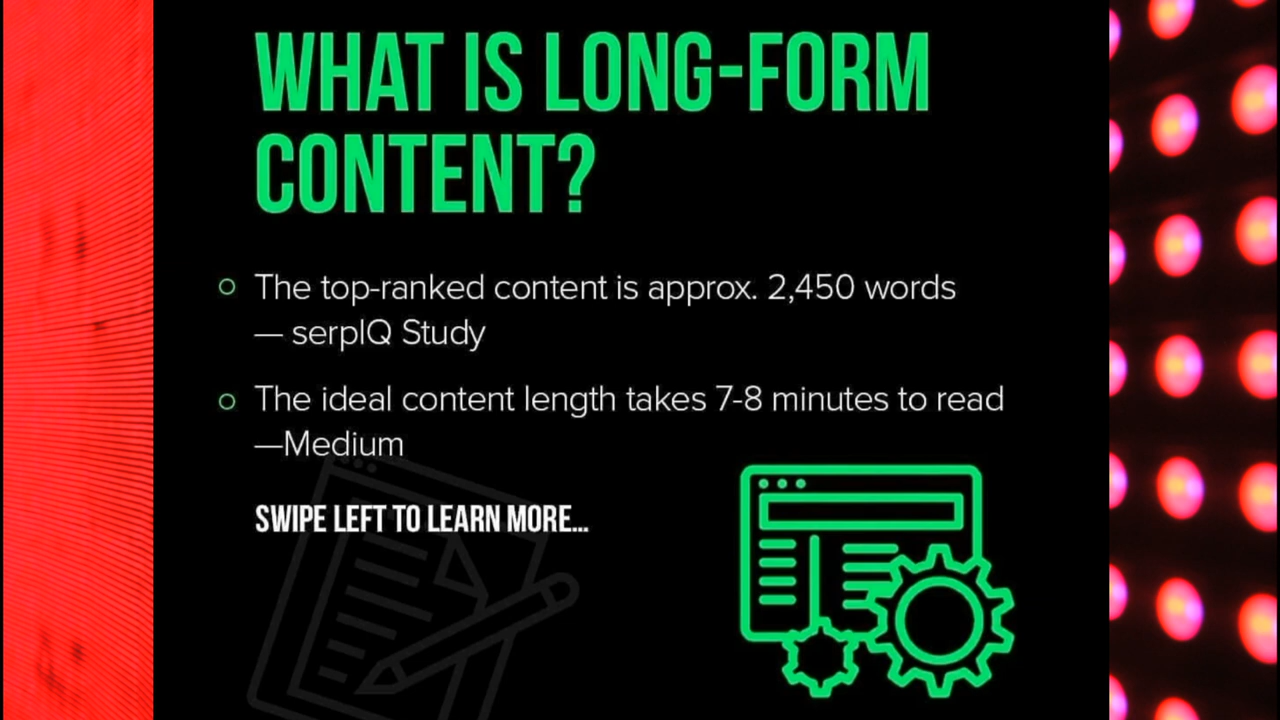 WHAT IS LONG-FORM
CONTENT?
The top-ranked content is approx. 2,450 words
— serpIQ Study
The ideal content length takes 7-8 minutes to read
—Medium
SWIPE LEFT TO LEARN MORE...